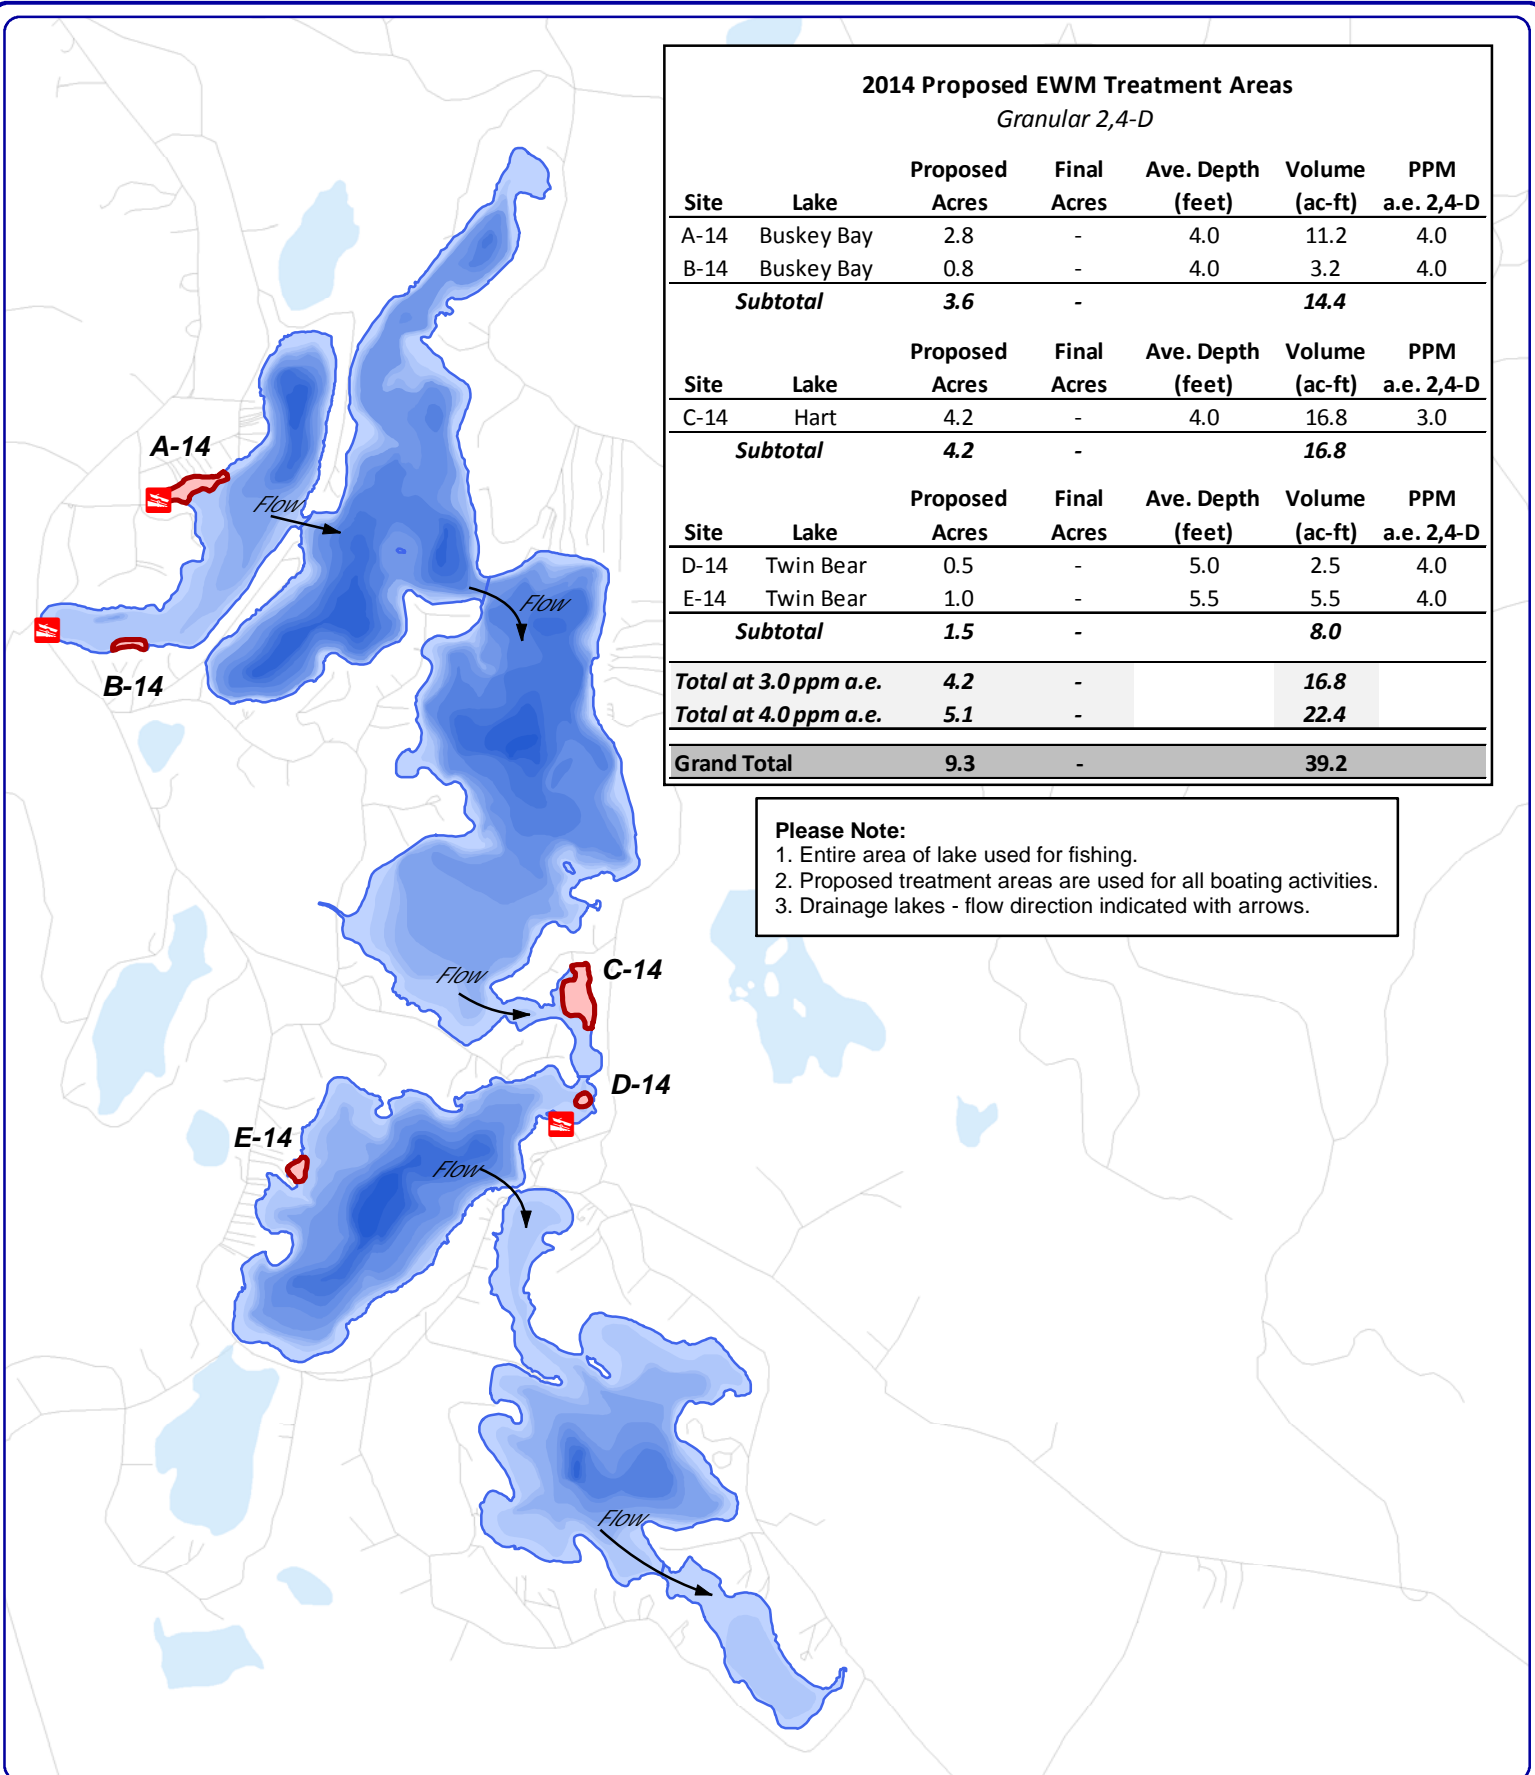 2014 Proposed EWM Treatment Areas
Granular 2,4-D
Proposed Final Ave. Depth Volume PPM
Site Lake Acres Acres (feet) (ac-ft) a.e. 2,4-D
A-14 Buskey Bay 2.8 - 4.0 11.2 4.0
B-14 Buskey Bay 0.8 - 4.0 3.2 4.0
Subtotal 3.6 - 14.4
Proposed Final Ave. Depth Volume PPM
Site Lake Acres Acres (feet) (ac-ft) a.e. 2,4-D
C-14 Hart 4.2 - 4.0 16.8 3.0
Subtotal 4.2 - 16.8
Proposed Final Ave. Depth Volume PPM
Site Lake Acres Acres (feet) (ac-ft) a.e. 2,4-D
D-14 Twin Bear 0.5 - 5.0 2.5 4.0
E-14 Twin Bear 1.0 - 5.5 5.5 4.0
Subtotal 1.5 - 8.0
Total at 3.0 ppm a.e. 4.2 - 16.8
Total at 4.0 ppm a.e. 5.1 - 22.4
Grand Total 9.3 - 39.2
Please Note:
1. Entire area of lake used for fishing.
2. Proposed treatment areas are used for all boating activities.
3. Drainage lakes - flow direction indicated with arrows.
A-14
Flow
Flow
B-14
C-14
Flow
D-14
E-14
Flow
Flow